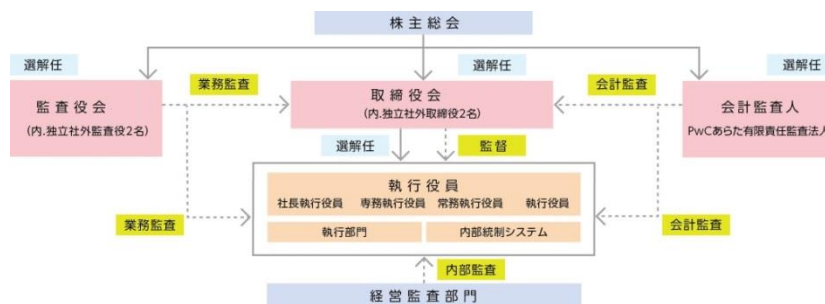 株主総会
選解任
選解任
選解任
監査役会
(内.独立社外監査役2名)
業務監査
取締役会
(内.独立社外取締役2名)
会計監査
会計監査人
PwCあらた有限責任監査法人
選解任
監督
執行役員
社長執行役員 専務執行役員 常務執行役員 執行役員
執行部門
内部統制システム
業務監査
会計監査
内部監査
経営監査部門